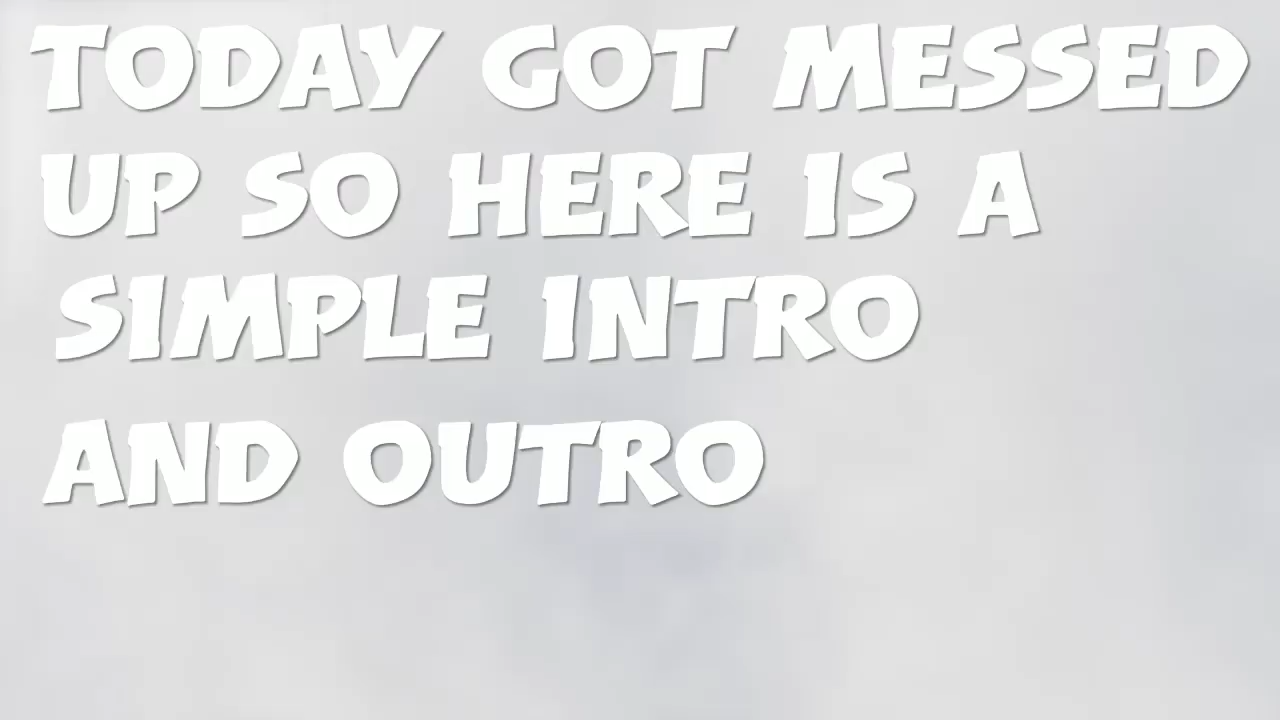 TODAY GOT MESSED
UP SO HERE IS A
SIMPLE INTRO
AND OUTRO